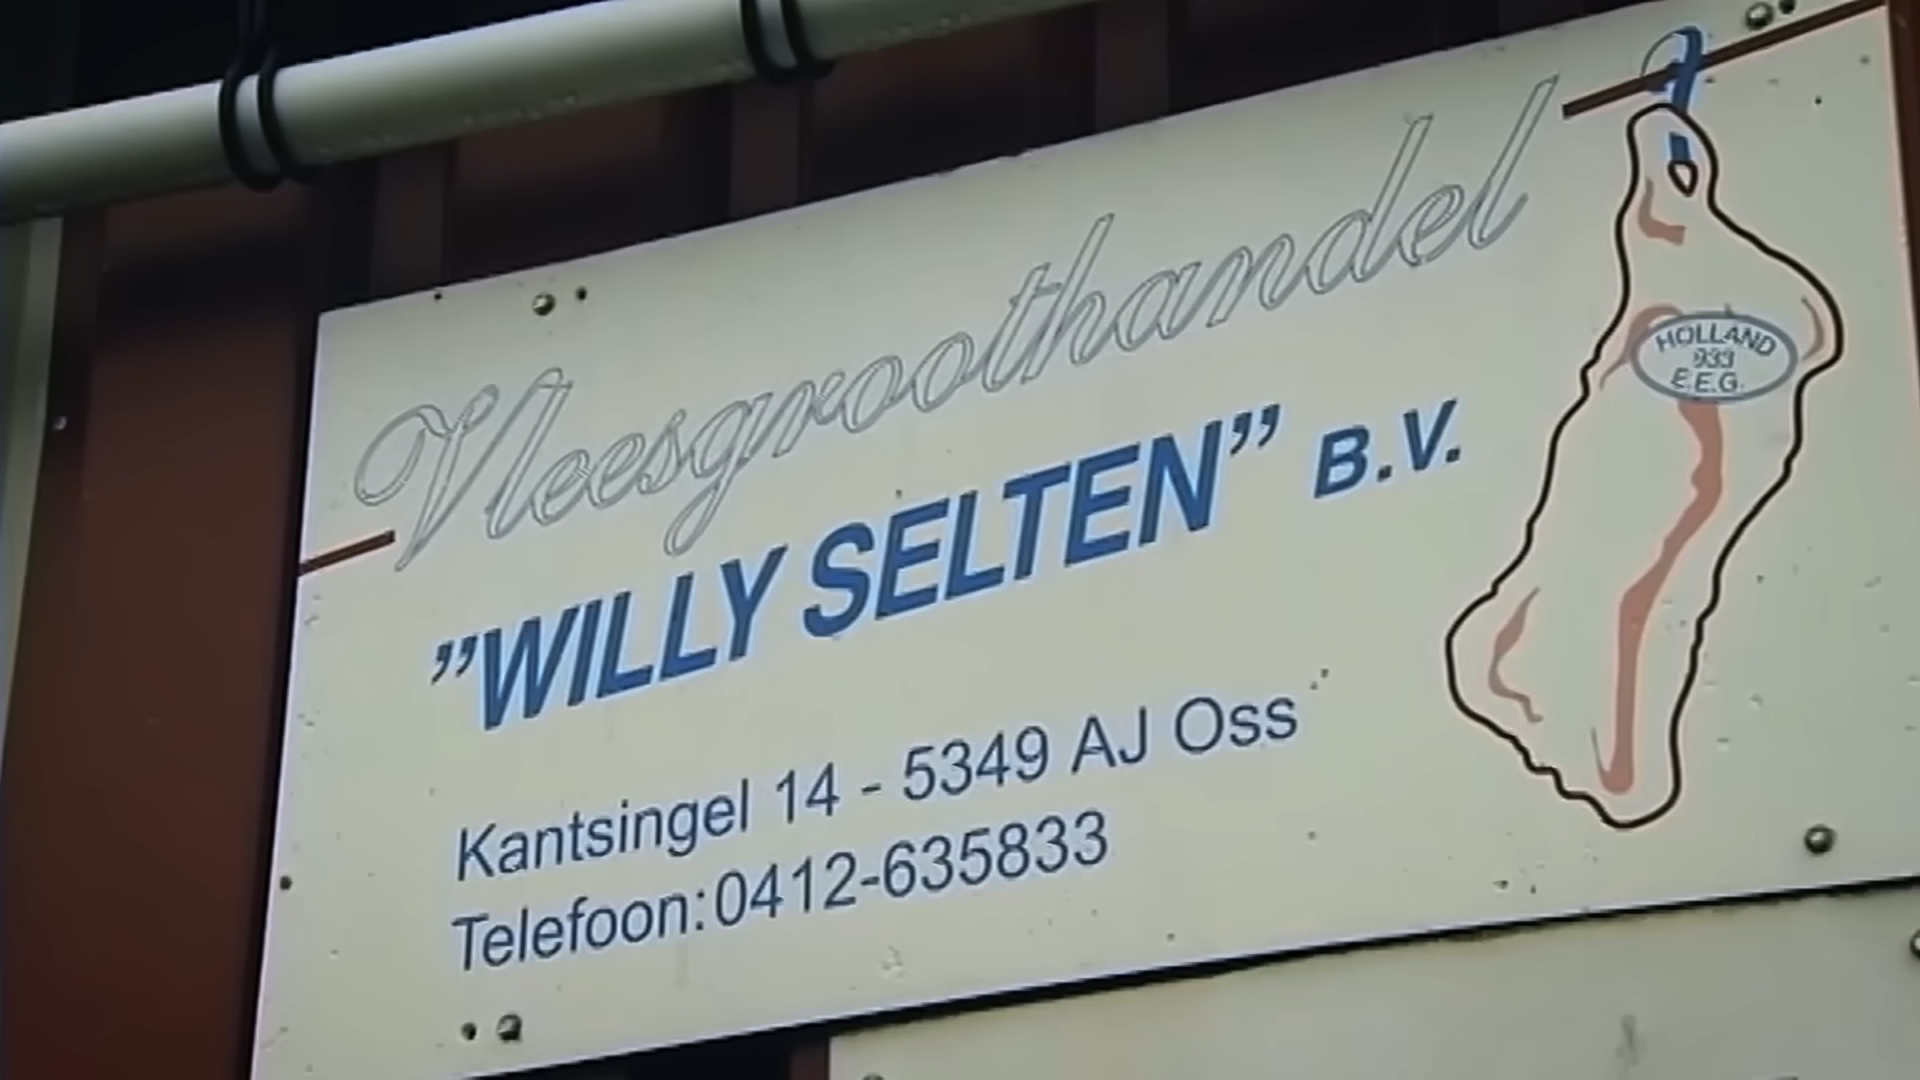 Vleesgroothandel
”WILLY SELTEN” B.V.
Kantsingel 14 - 5349 AJ Oss
Telefoon:0412-635833
HOLLAND
E.E.G.